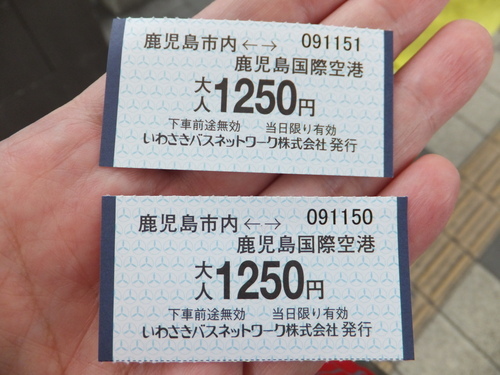 鹿児島市内←→ 091151
鹿児島国際空港
大人1250円
下車前途無効 当日限り有効
いわさきバスネットワーク株式会社 発行
鹿児島市内←→ 091150
鹿児島国際空港
大人1250円
下車前途無効 当日限り有効
いわさきバスネットワーク株式会社 発行